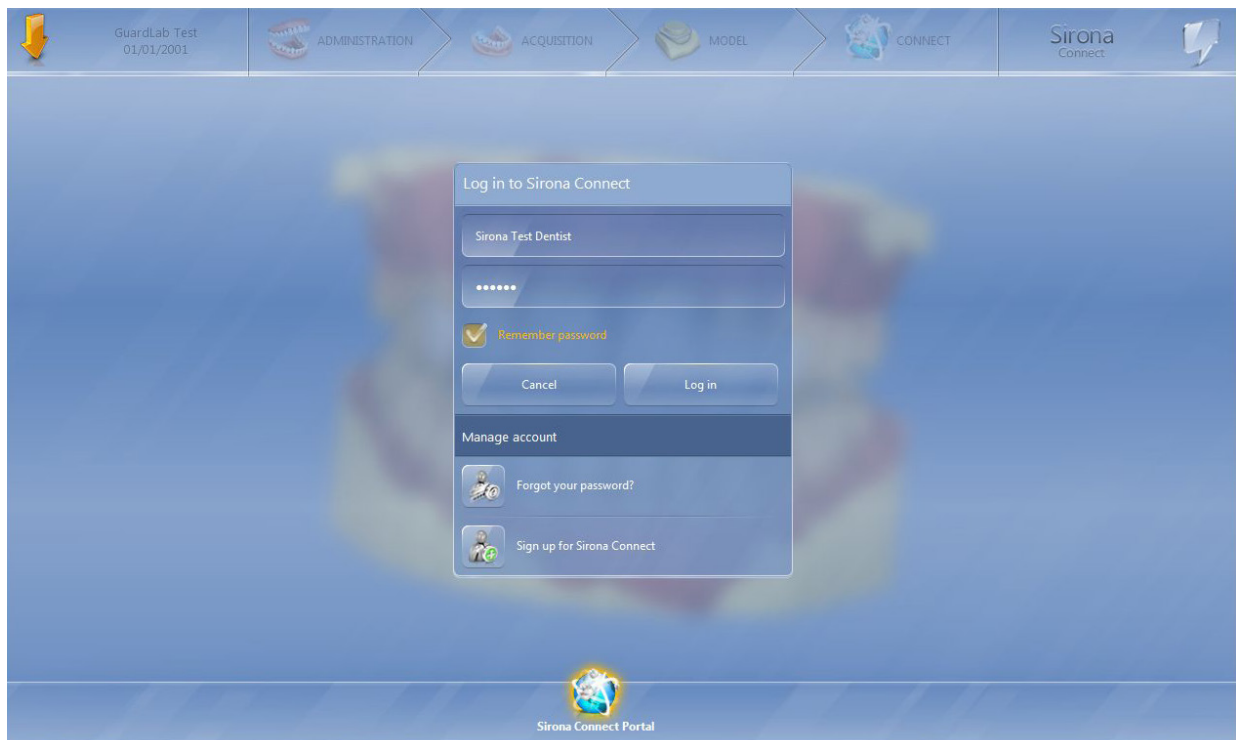 GuardLab Test
01/01/2001
ADMINISTRATION
ACQUISITION
MODEL
CONNECT
Sirona
Connect
Log in to Sirona Connect
Sirona Test Dentist
••••••
Remember password
Cancel
Log in
Manage account
Forgot your password?
Sign up for Sirona Connect
Sirona Connect Portal